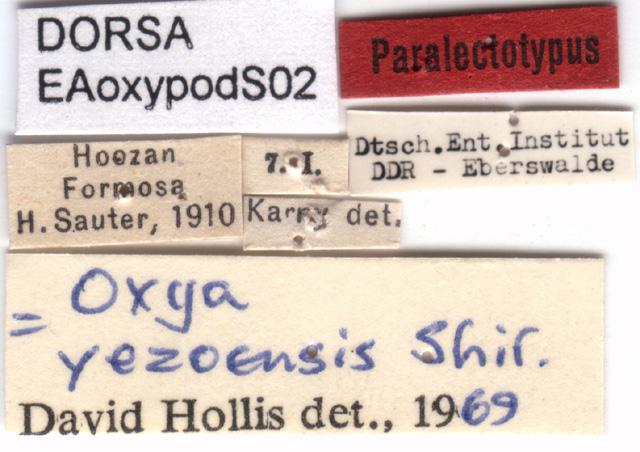 DORSA
EAoxypodS02
Paralectotypus
Hoozan
Formosa
H. Sauter, 1910
7. I.
Karny det.
Dtsch.Ent.Institut
DDR - Eberswalde
= Oxya
yezoensis Shir.
David Hollis det., 1969